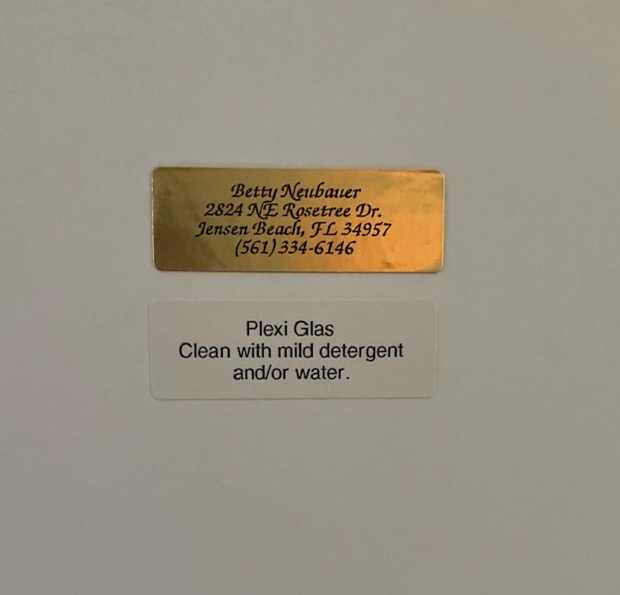 Betty Neubauer
2824 NE Rosetree Dr.
Jensen Beach, FL 34957
(561) 334-6146
Plexi Glas
Clean with mild detergent
and/or water.